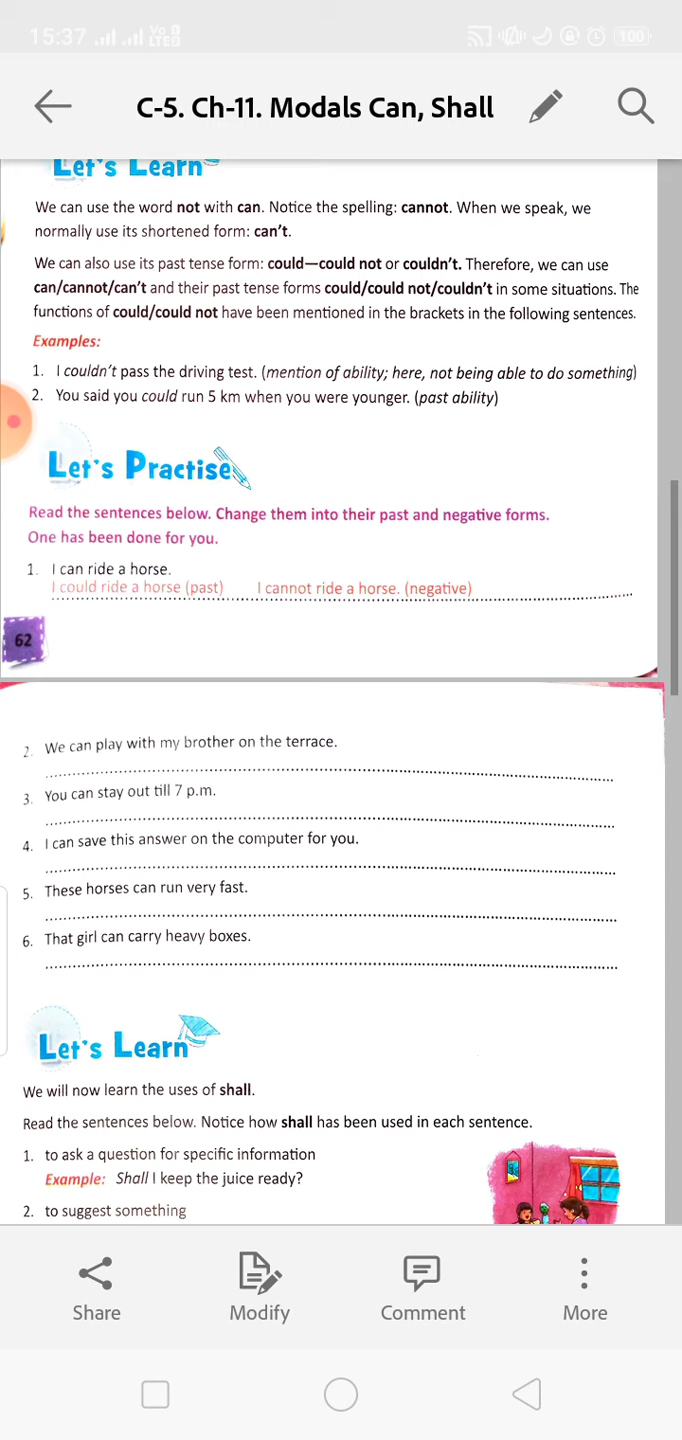 15:37 Vo LTE2 100
C-5. Ch-11. Modals Can, Shall
Let's Learn
We can use the word not with can. Notice the spelling: cannot. When we speak, we
normally use its shortened form: can't.
We can also use its past tense form: could—could not or couldn't. Therefore, we can use
can/cannot/can't and their past tense forms could/could not/couldn't in some situations. The
functions of could/could not have been mentioned in the brackets in the following sentences.
Examples:
1. I couldn't pass the driving test. (mention of ability; here, not being able to do something)
2. You said you could run 5 km when you were younger. (past ability)
Let's Practise
Read the sentences below. Change them into their past and negative forms.
One has been done for you.
1. I can ride a horse.
I could ride a horse (past) I cannot ride a horse. (negative)
62
2. We can play with my brother on the terrace.
3. You can stay out till 7 p.m.
4. I can save this answer on the computer for you.
5. These horses can run very fast.
6. That girl can carry heavy boxes.
Let's Learn
We will now learn the uses of shall.
Read the sentences below. Notice how shall has been used in each sentence.
1. to ask a question for specific information
Example: Shall I keep the juice ready?
2. to suggest something
Share Modify Comment More